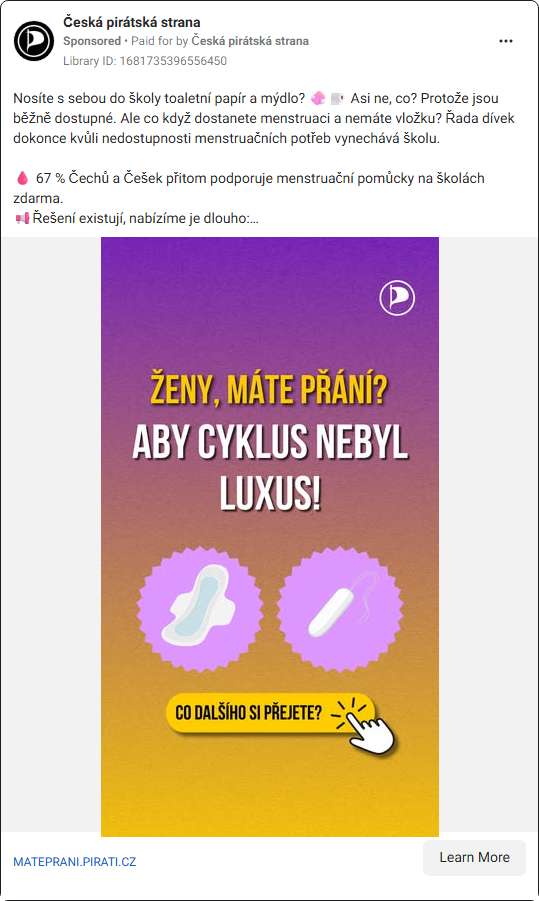 Česká pirátská strana
Sponsored • Paid for by Česká pirátská strana
Library ID: 1681735396556450
Nosíte s sebou do školy toaletní papír a mýdlo? 🧼 🧻 Asi ne, co? Protože jsou
běžně dostupné. Ale co když dostanete menstruaci a nemáte vložku? Řada dívek
dokonce kvůli nedostupnosti menstruačních potřeb vynechává školu.
🩸 67 % Čechů a Češek přitom podporuje menstruační pomůcky na školách
zdarma.
Řešení existují, nabízíme je dlouho:...
ŽENY, MÁTE PŘÁNÍ?
ABY CYKLUS NEBYL
LUXUS!
CO DALŠÍHO SI PŘEJETE?
MATEPRANI.PIRATI.CZ
Learn More